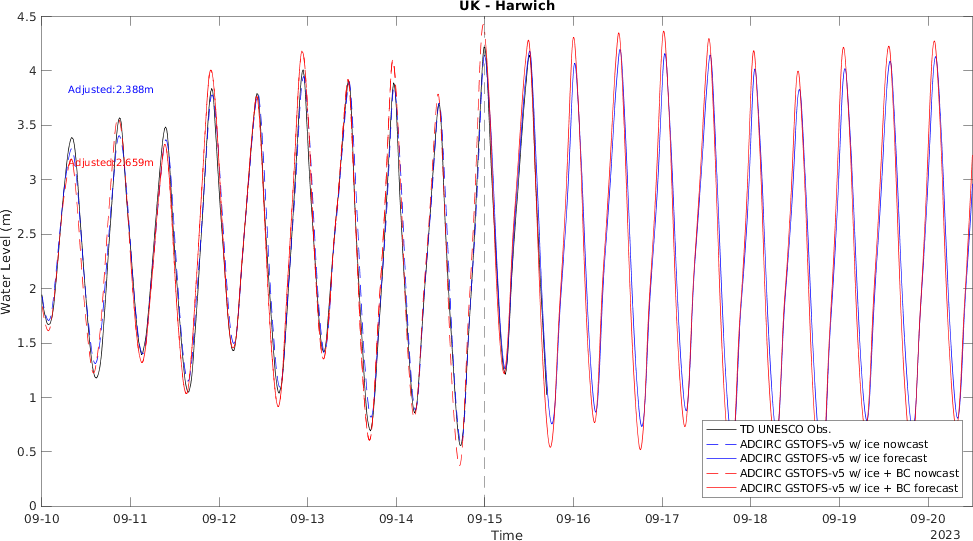 UK - Harwich
4.5
4
3.5
3
2.5
2
1.5
1
0.5
0
Water Level (m)
Adjusted:2.388m
Adjusted:2.659m
TD UNESCO Obs.
ADCIRC GSTOFS-v5 w/ ice nowcast
ADCIRC GSTOFS-v5 w/ ice forecast
ADCIRC GSTOFS-v5 w/ ice + BC nowcast
ADCIRC GSTOFS-v5 w/ ice + BC forecast
09-10 09-11 09-12 09-13 09-14 09-15 09-16 09-17 09-18 09-19 09-20
Time
2023